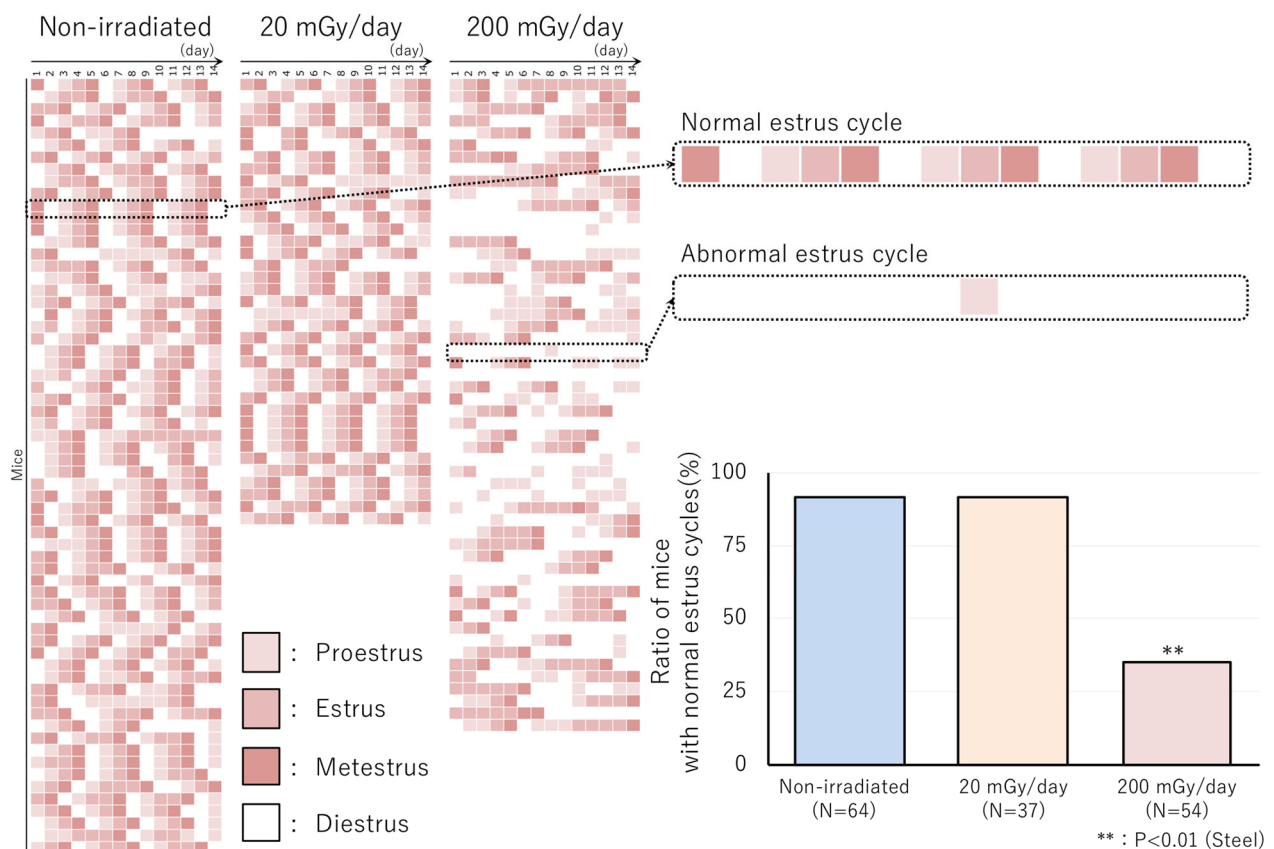 Non-irradiated
(day)
1 2 3 4 5 6 7 8 9 10 11 12 13 14
20 mGy/day
(day)
1 2 3 4 5 6 7 8 9 10 11 12 13 14
200 mGy/day
(day)
1 2 3 4 5 6 7 8 9 10 11 12 13 14
Mice
Normal estrus cycle
Abnormal estrus cycle
: Proestrus
: Estrus
: Metestrus
: Diestrus
Ratio of mice
with normal estrus cycles(%)
100
75
50
25
0
**
Non-irradiated
(N=64)
20 mGy/day
(N=37)
200 mGy/day
(N=54)
** : P<0.01 (Steel)